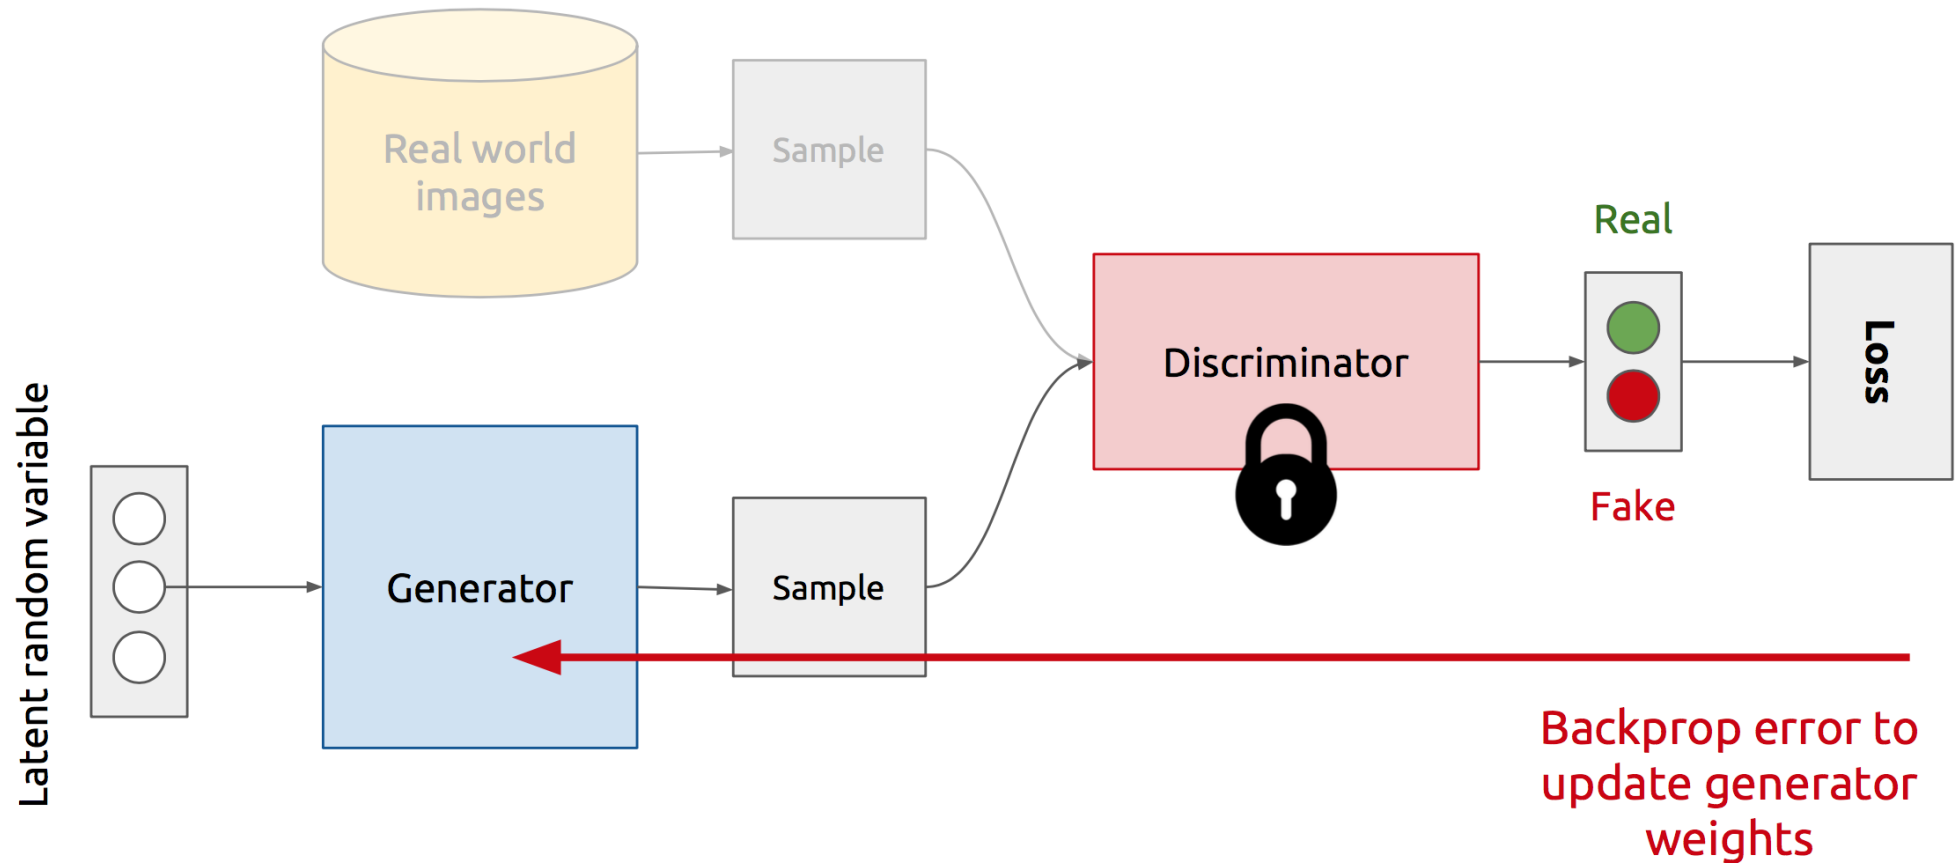 Real world
images
Sample
Real
Discriminator
Loss
Fake
Latent random variable
Generator
Sample
Backprop error to
update generator
weights